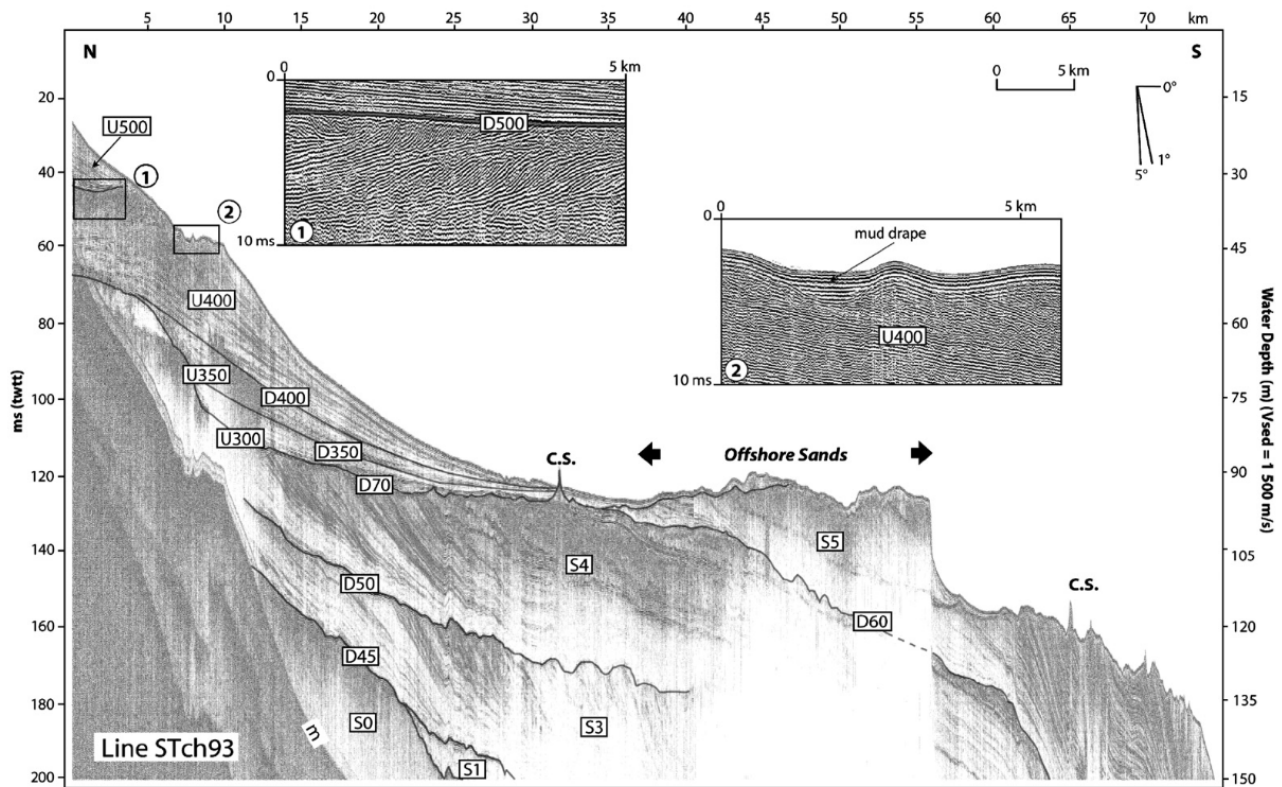 5 10 15 20 25 30 35 40 45 50 55 60 65 70 km
N S
0 5 km
0 5 km
0°
1°
5°
0
D500
10 ms
1
20
40
60
80
100
120
140
160
180
200
ms (twtt)
15
30
45
60
75
90
105
120
135
150
Water Depth (m) (Vsed = 1 500 m/s)
U500
1
2
0 5 km
0
mud drape
U400
10 ms
2
U400
U350
D400
U300
D350
D70
C.S.
Offshore Sands
S5
S4
D50
D60
C.S.
D45
S0
S3
S1
m
Line STch93